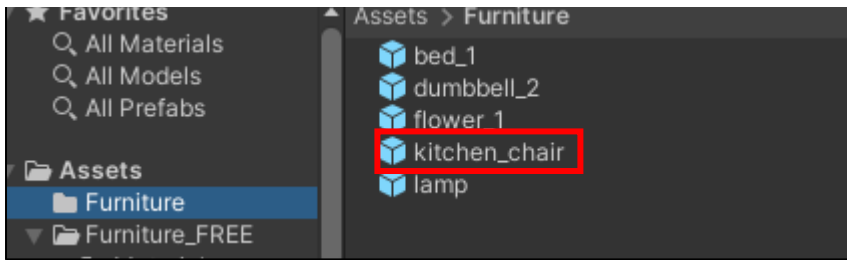 Favorites
All Materials
All Models
All Prefabs
Assets
Furniture
Furniture_FREE
Assets > Furniture
bed_1
dumbbell_2
flower_1
kitchen_chair
lamp